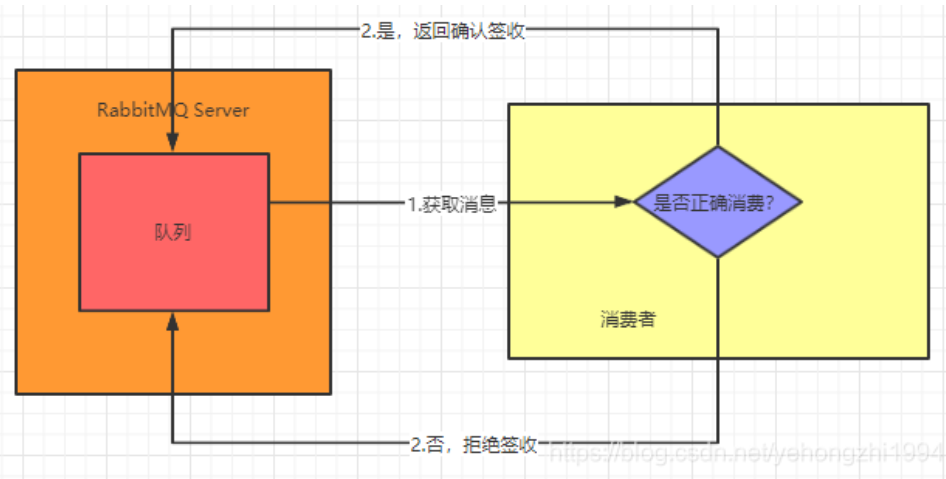 2.是，返回确认签收
RabbitMQ Server
队列
1.获取消息
是否正确消费？
消费者
2.否，拒绝签收
https://blog.csdn.net/yehongzhi1994